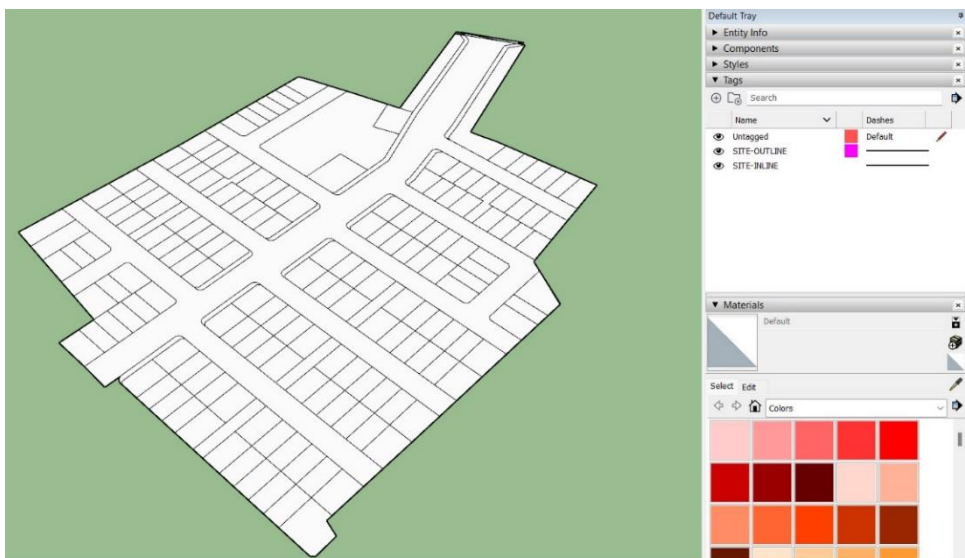 Default Tray
Entity Info
Components
Styles
Tags
Search
Name Dashes
Untagged Default
SITE-OUTLINE
SITE-INLINE
Materials
Default
Select Edit
Colors